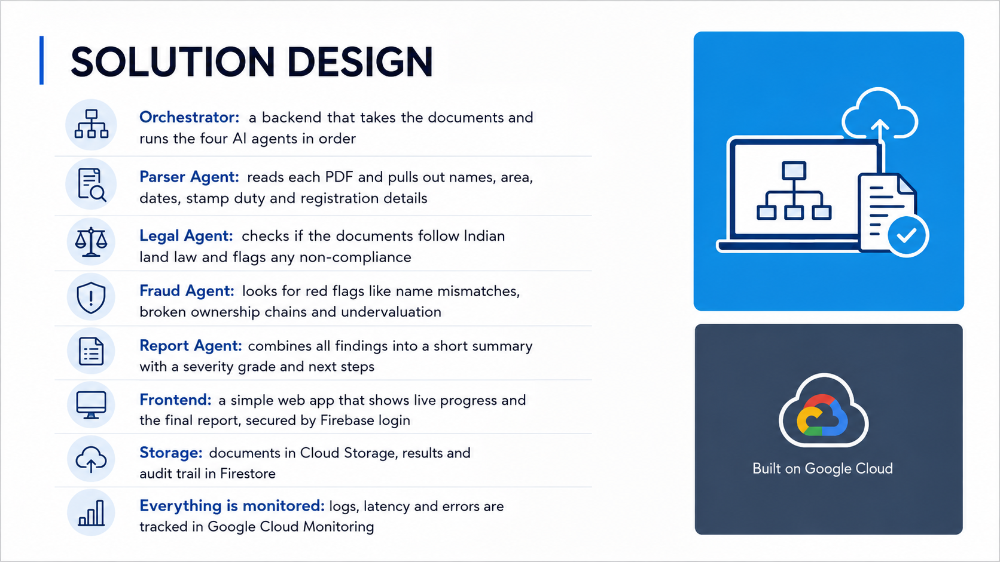 SOLUTION DESIGN
Orchestrator: a backend that takes the documents and
runs the four AI agents in order
Parser Agent: reads each PDF and pulls out names, area,
dates, stamp duty and registration details
Legal Agent: checks if the documents follow Indian
land law and flags any non-compliance
Fraud Agent: looks for red flags like name mismatches,
broken ownership chains and undervaluation
Report Agent: combines all findings into a short summary
with a severity grade and next steps
Frontend: a simple web app that shows live progress and
the final report, secured by Firebase login
Storage: documents in Cloud Storage, results and
audit trail in Firestore
Everything is monitored: logs, latency and errors are
tracked in Google Cloud Monitoring
Built on Google Cloud